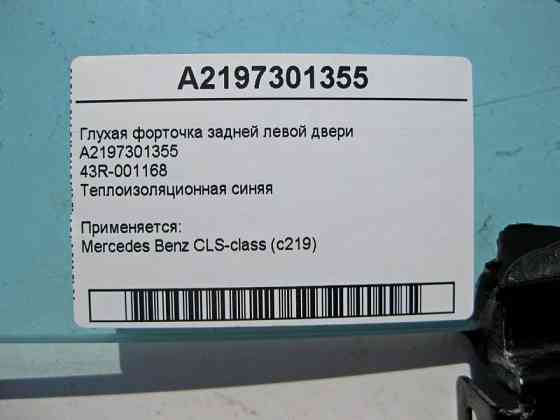 A2197301355
Глухая форточка задней левой двери
A2197301355
43R-001168
Теплоизоляционная синяя
Применяется:
Mercedes Benz CLS-class (c219)